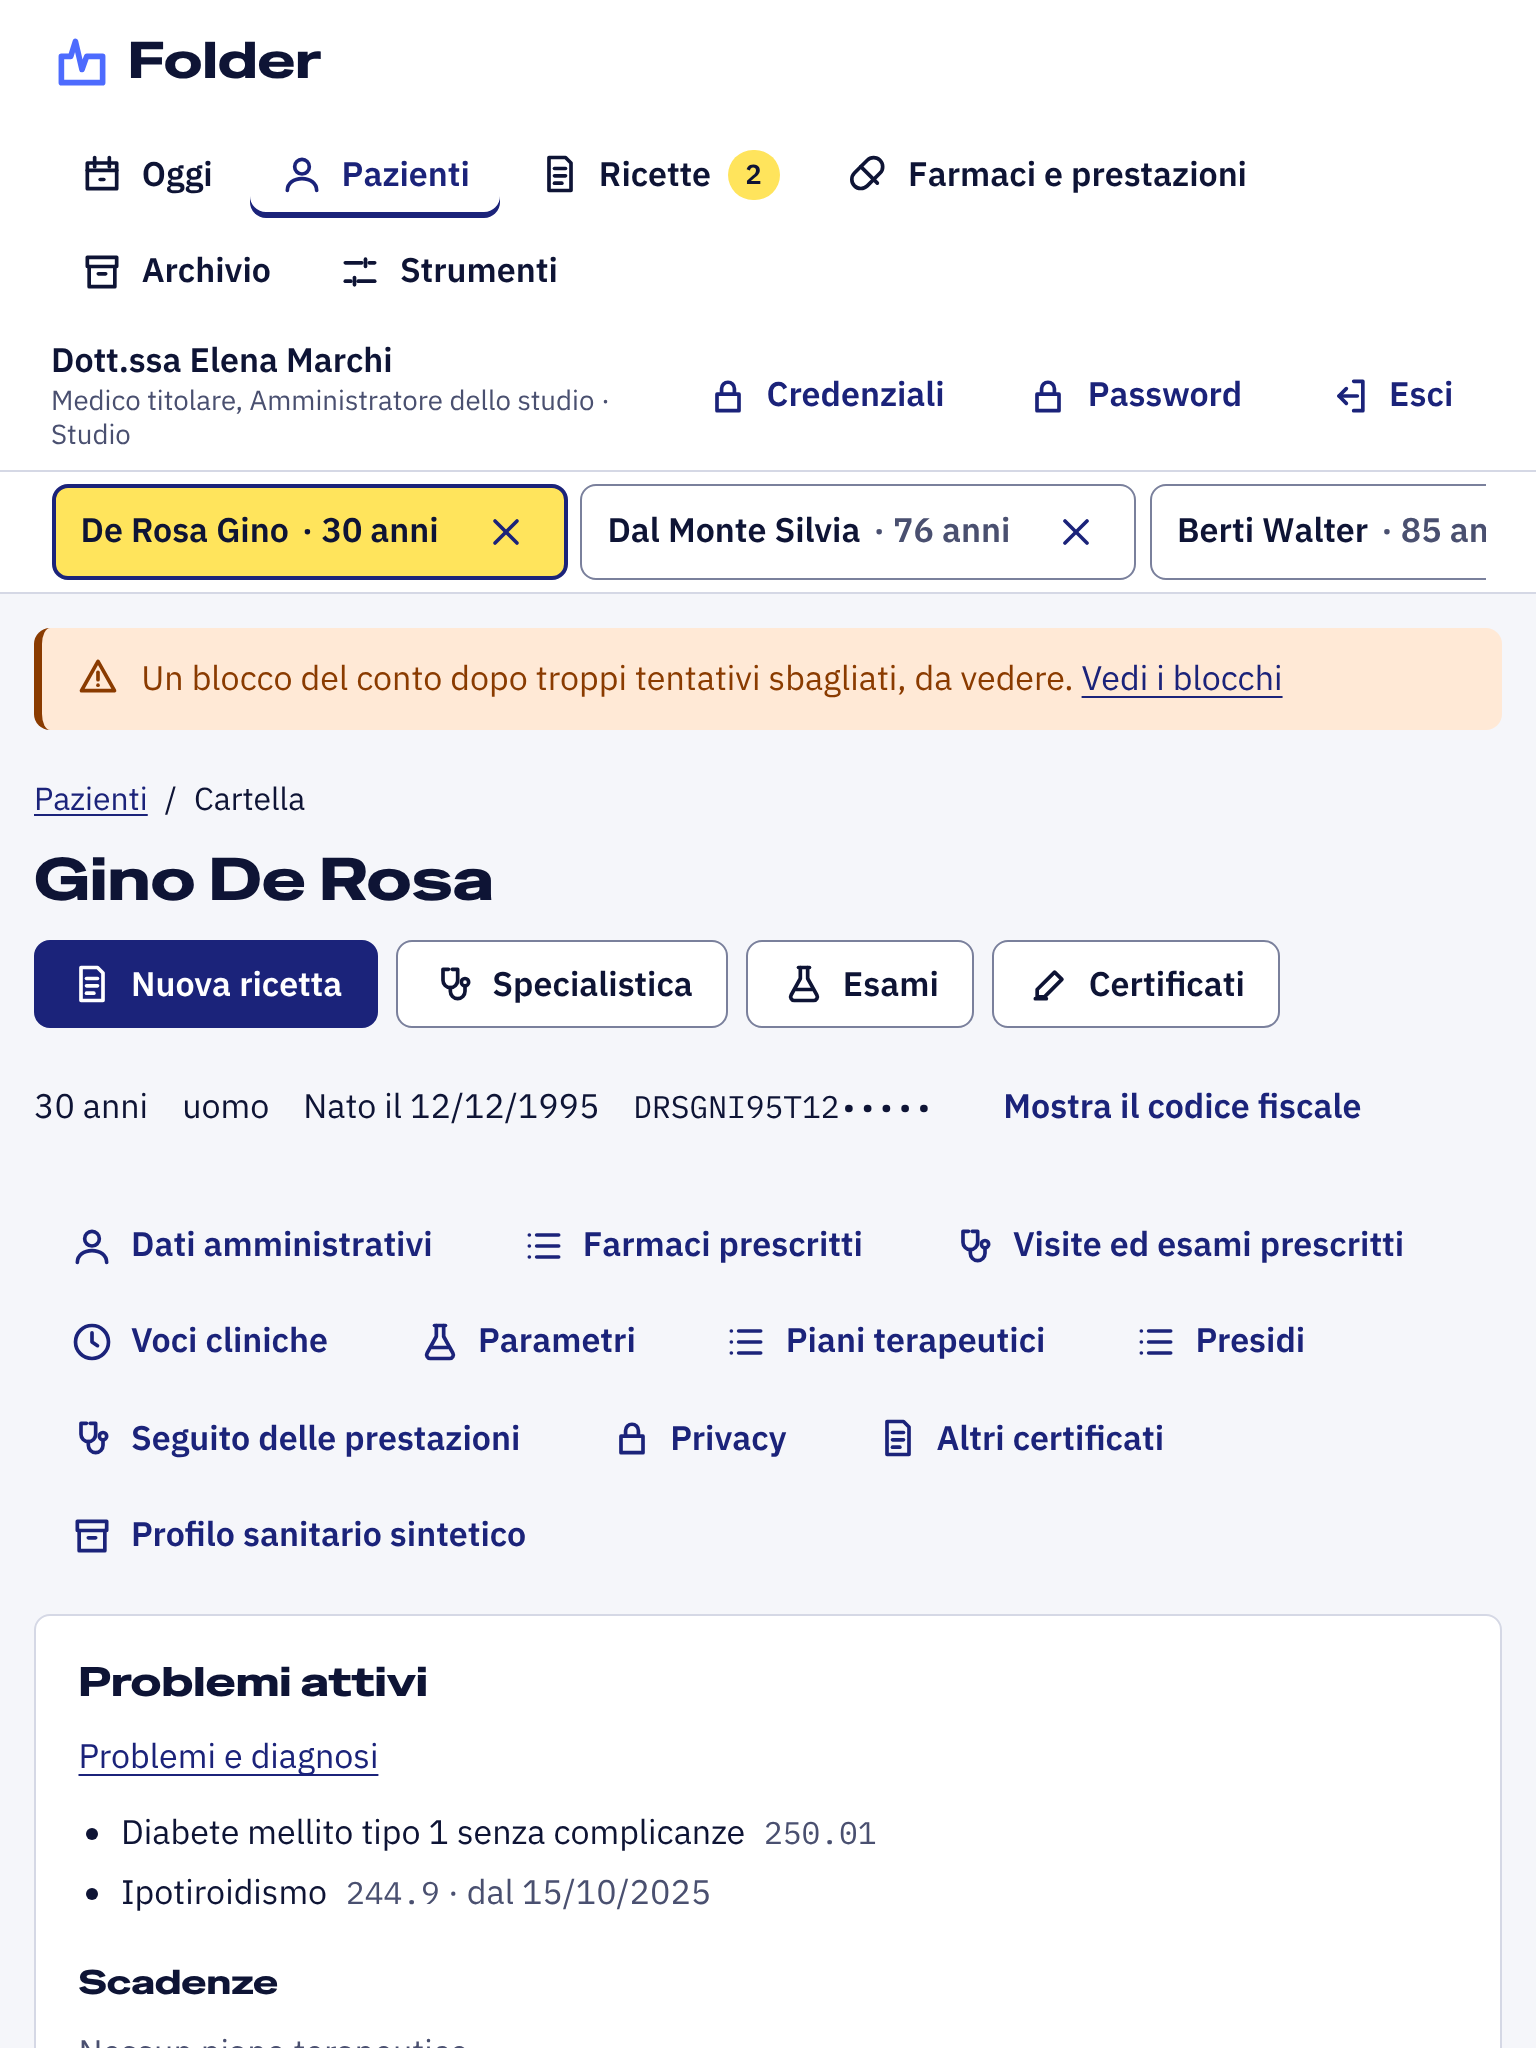 Folder
Oggi Pazienti Ricette 2 Farmaci e prestazioni
Archivio Strumenti
Dott.ssa Elena Marchi
Medico titolare, Amministratore dello studio ·
Studio
Credenziali Password Esci
De Rosa Gino · 30 anni Dal Monte Silvia · 76 anni Berti Walter · 85 an
Un blocco del conto dopo troppi tentativi sbagliati, da vedere. Vedi i blocchi
Pazienti / Cartella
Gino De Rosa
Nuova ricetta Specialistica Esami Certificati
30 anni uomo Nato il 12/12/1995 DRSGNI95T12••••• Mostra il codice fiscale
Dati amministrativi Farmaci prescritti Visite ed esami prescritti
Voci cliniche Parametri Piani terapeutici Presidi
Seguito delle prestazioni Privacy Altri certificati
Profilo sanitario sintetico
Problemi attivi
Problemi e diagnosi
• Diabete mellito tipo 1 senza complicanze 250.01
• Ipotiroidismo 244.9 · dal 15/10/2025
Scadenze
Nessun piano terapeutico